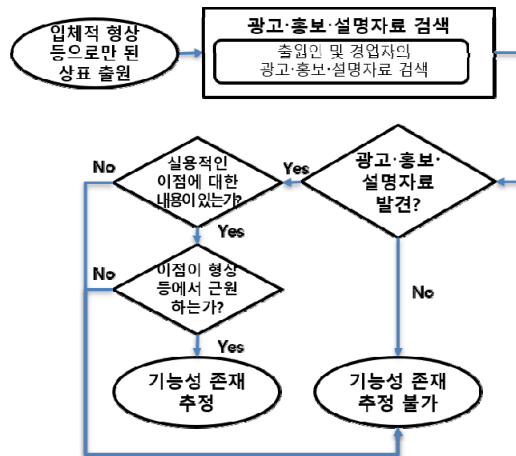 입체적 형상
등으로만 된
상표 출원
광고·홍보·설명자료 검색
출원인 및 경업자의
광고·홍보·설명자료 검색
No
실용적인
이점에 대한
내용이 있는가?
Yes
광고·홍보·
설명자료
발견?
Yes
No
이점이 형상
등에서 근원
하는가?
No
Yes
기능성 존재
추정
기능성 존재
추정 불가